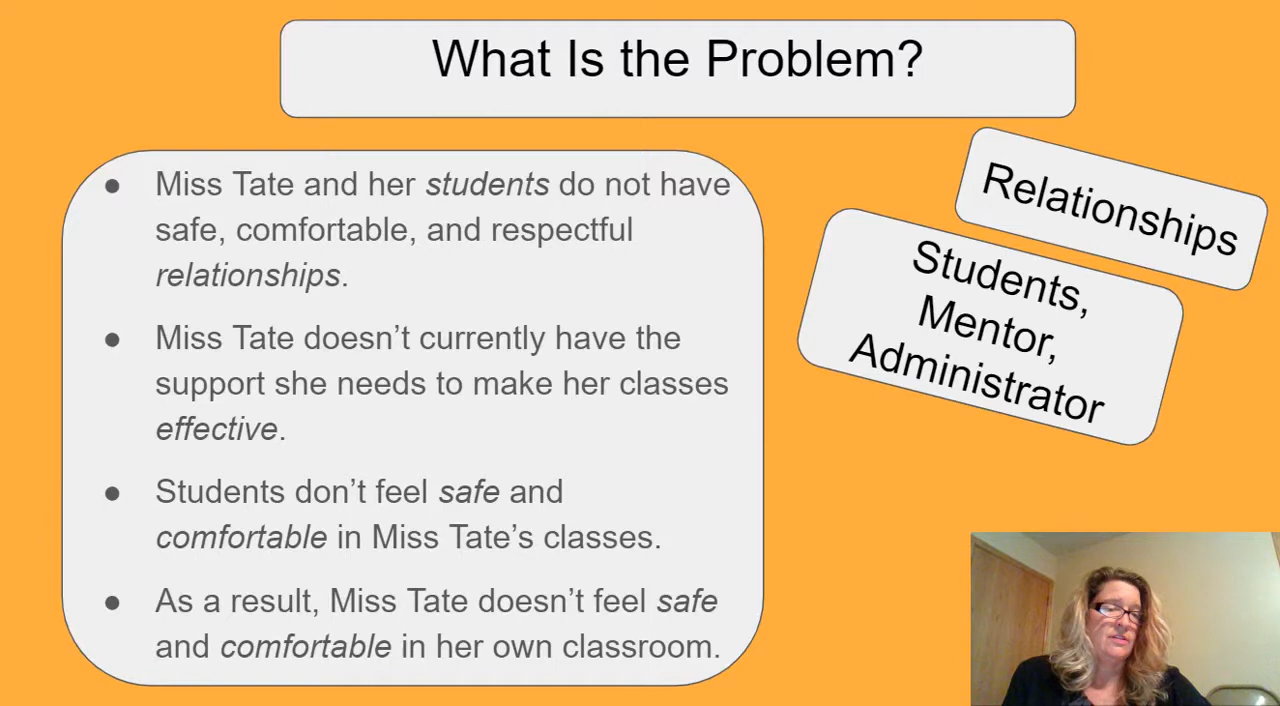 What Is the Problem?
● Miss Tate and her students do not have
safe, comfortable, and respectful
relationships.
● Miss Tate doesn’t currently have the
support she needs to make her classes
effective.
● Students don’t feel safe and
comfortable in Miss Tate’s classes.
● As a result, Miss Tate doesn’t feel safe
and comfortable in her own classroom.
Relationships
Students,
Mentor,
Administrator